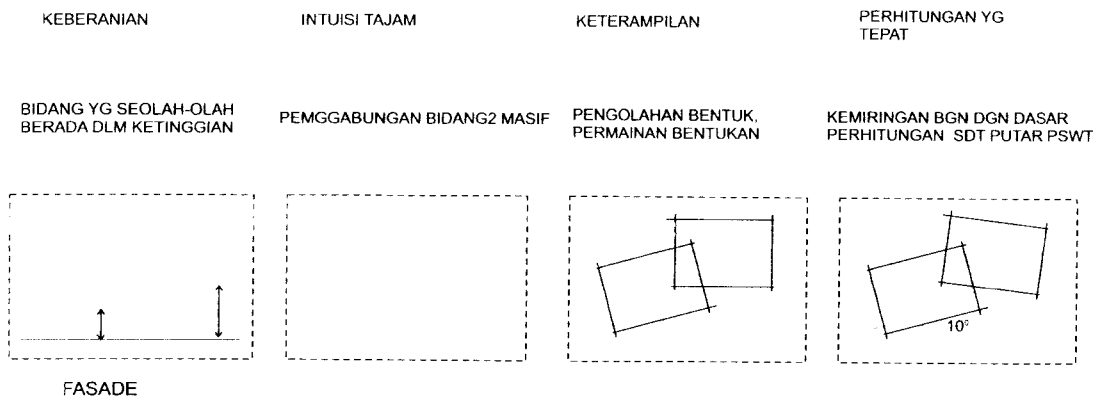 KEBERANIAN
INTUISI TAJAM
KETERAMPILAN
PERHITUNGAN YG
TEPAT
BIDANG YG SEOLAH-OLAH
BERADA DLM KETINGGIAN
PEMGGABUNGAN BIDANG2 MASIF
PENGOLAHAN BENTUK,
PERMAINAN BENTUKAN
KEMIRINGAN BGN DGN DASAR
PERHITUNGAN SDT PUTAR PSWT
10°
FASADE